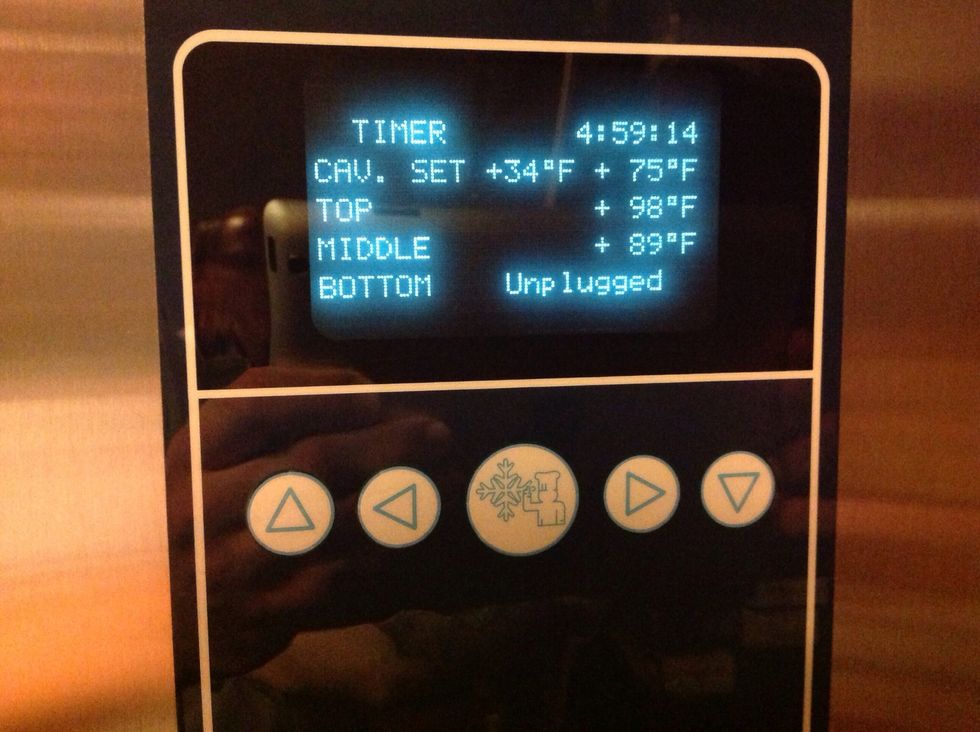 TIMER 4:59:14
CAV. SET +34°F + 75°F
TOP + 98°F
MIDDLE + 89°F
BOTTOM Unplugged